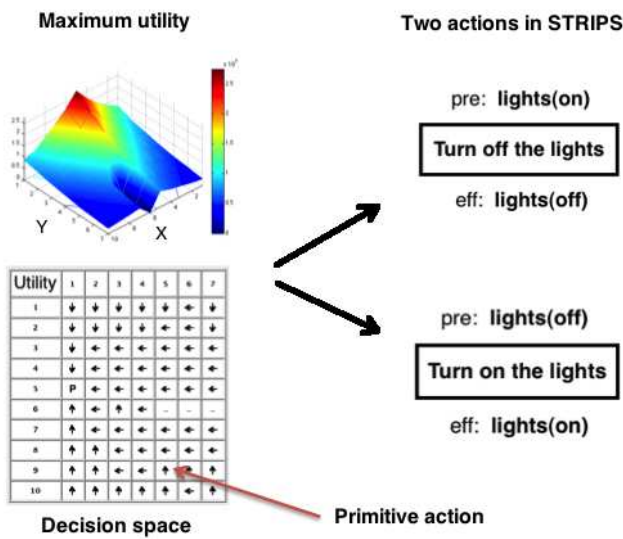 Maximum utility
Two actions in STRIPS
pre: lights(on)
Turn off the lights
eff: lights(off)
Y
X
pre: lights(off)
Turn on the lights
eff: lights(on)
Utility 1 2 3 4 5 6 7
1
2
3
4
5 P
6
7
8
9
10
Primitive action
Decision space